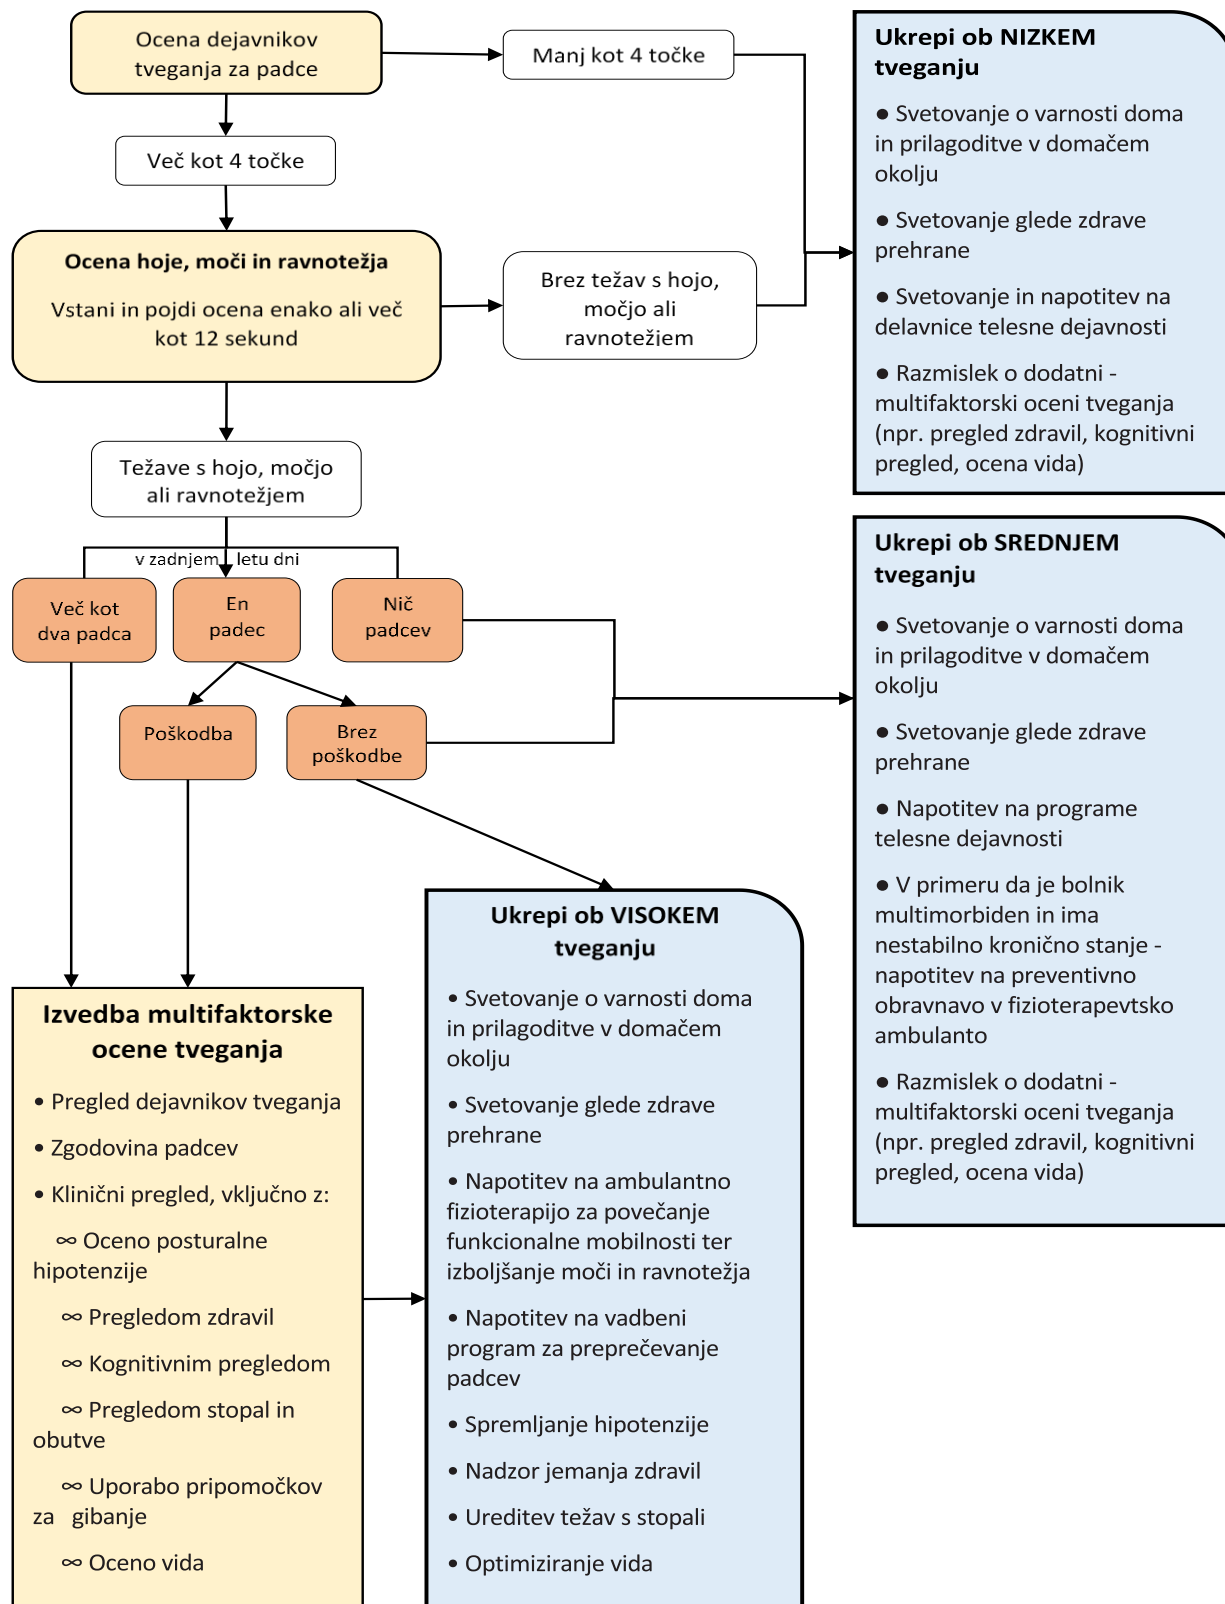 Ocena dejavnikov
tveganja za padce
Manj kot 4 točke
Več kot 4 točke
Ocena hoje, moči in ravnotežja
Vstani in pojdi ocena enako ali več
kot 12 sekund
Brez težav s hojo,
močjo ali
ravnotežjem
Težave s hojo, močjo
ali ravnotežjem
v zadnjem letu dni
Več kot
dva padca
En
padec
Nič
padcev
Poškodba
Brez
poškodbe
Ukrepi ob NIZKEM
tveganju
● Svetovanje o varnosti doma
in prilagoditve v domačem
okolju
● Svetovanje glede zdrave
prehrane
● Svetovanje in napotitev na
delavnice telesne dejavnosti
● Razmislek o dodatni -
multifaktorski oceni tveganja
(npr. pregled zdravil, kognitivni
pregled, ocena vida)
Ukrepi ob SREDNJEM
tveganju
● Svetovanje o varnosti doma
in prilagoditve v domačem
okolju
● Svetovanje glede zdrave
prehrane
● Napotitev na programe
telesne dejavnosti
● V primeru da je bolnik
multimorbiden in ima
nestabilno kronično stanje -
napotitev na preventivno
obravnavo v fizioterapevtsko
ambulanto
● Razmislek o dodatni -
multifaktorski oceni tveganja
(npr. pregled zdravil, kognitivni
pregled, ocena vida)
Izvedba multifaktorske
ocene tveganja
• Pregled dejavnikov tveganja
• Zgodovina padcev
• Klinični pregled, vključno z:
∞ Oceno posturalne
hipotenzije
∞ Pregledom zdravil
∞ Kognitivnim pregledom
∞ Pregledom stopal in
obutve
∞ Uporabo pripomočkov
za gibanje
∞ Oceno vida
Ukrepi ob VISOKEM
tveganju
• Svetovanje o varnosti doma
in prilagoditve v domačem
okolju
• Svetovanje glede zdrave
prehrane
• Napotitev na ambulantno
fizioterapijo za povečanje
funkcionalne mobilnosti ter
izboljšanje moči in ravnotežja
• Napotitev na vadbeni
program za preprečevanje
padcev
• Spremljanje hipotenzije
• Nadzor jemanja zdravil
• Ureditev težav s stopali
• Optimiziranje vida